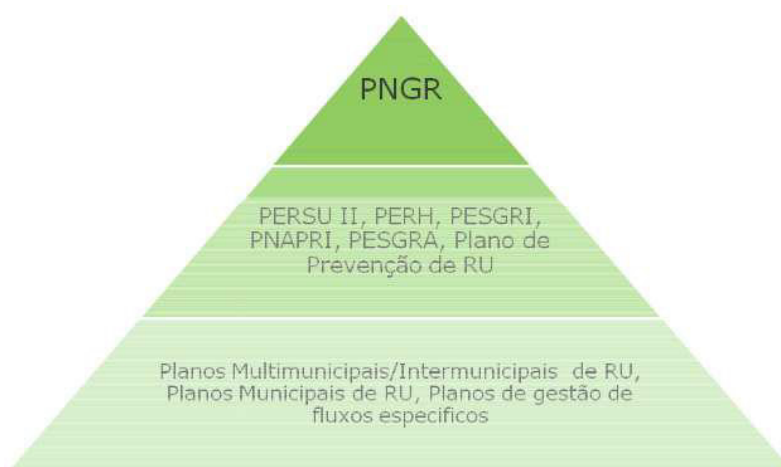 PNGR
PERSU II, PERH, PESGRI,
PNAPRI, PESGRA, Plano de
Prevenção de RU
Planos Multimunicipais/Intermunicipais de RU,
Planos Municipais de RU, Planos de gestão de
fluxos especificos